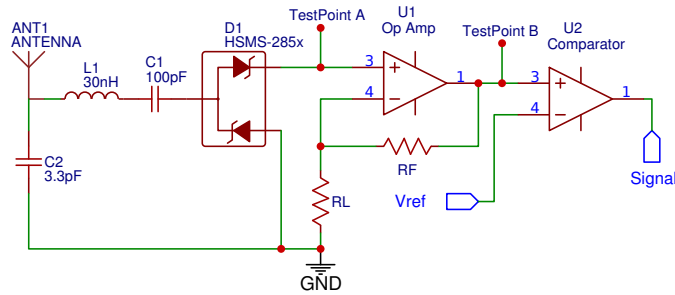 ANT1
ANTENNA
L1
30nH
C1
100pF
D1
HSMS-285x
TestPoint A
U1
Op Amp
TestPoint B
U2
Comparator
3
+
4
−
1
3
+
4
−
1
C2
3.3pF
RF
RL
Vref
Signal
GND